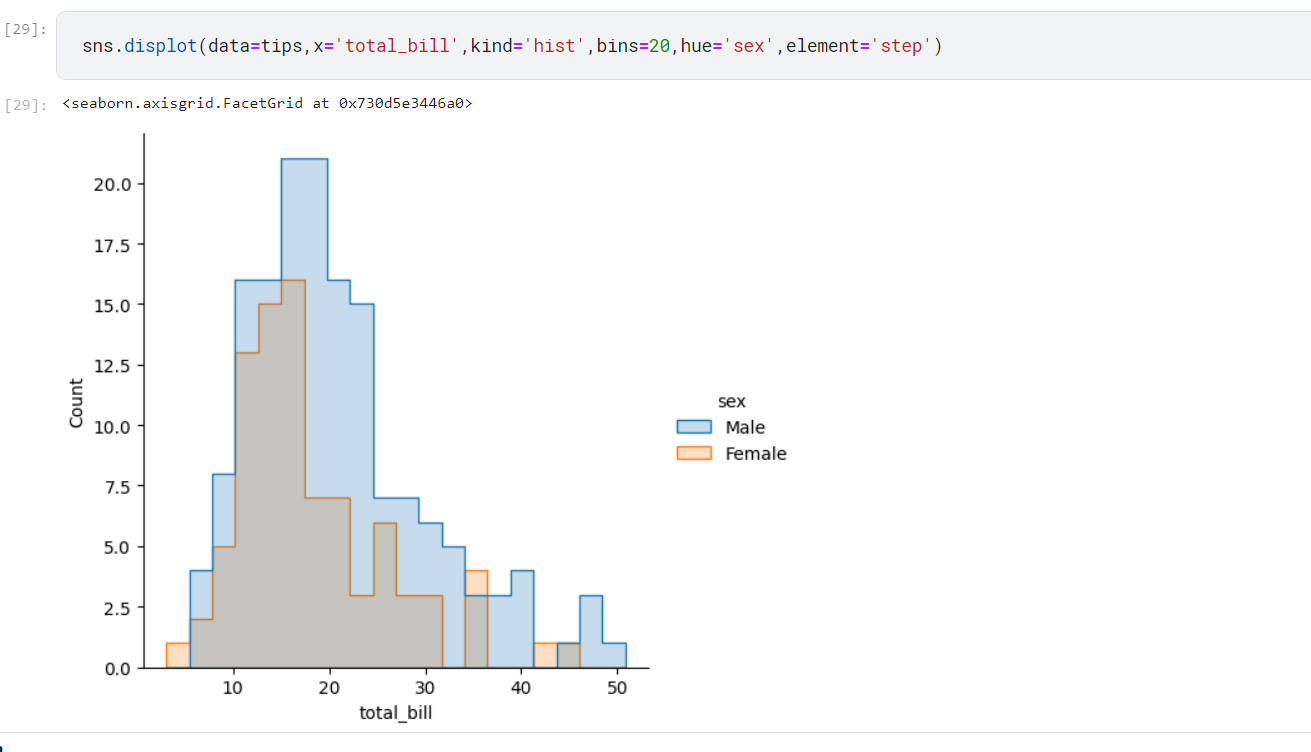 [29]:
sns.displot(data=tips,x='total_bill',kind='hist',bins=20,hue='sex',element='step')
[29]:
<seaborn.axisgrid.FacetGrid at 0x730d5e3446a0>
20.0
17.5
15.0
12.5
10.0
7.5
5.0
2.5
0.0
Count
10 20 30 40 50
total_bill
sex
Male
Female